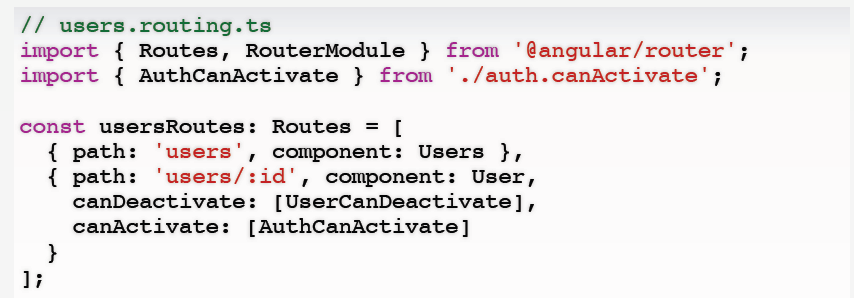 // users.routing.ts
import { Routes, RouterModule } from '@angular/router';
import { AuthCanActivate } from './auth.canActivate';

const usersRoutes: Routes = [
  { path: 'users', component: Users },
  { path: 'users/:id', component: User,
    canDeactivate: [UserCanDeactivate],
    canActivate: [AuthCanActivate]
  }
];